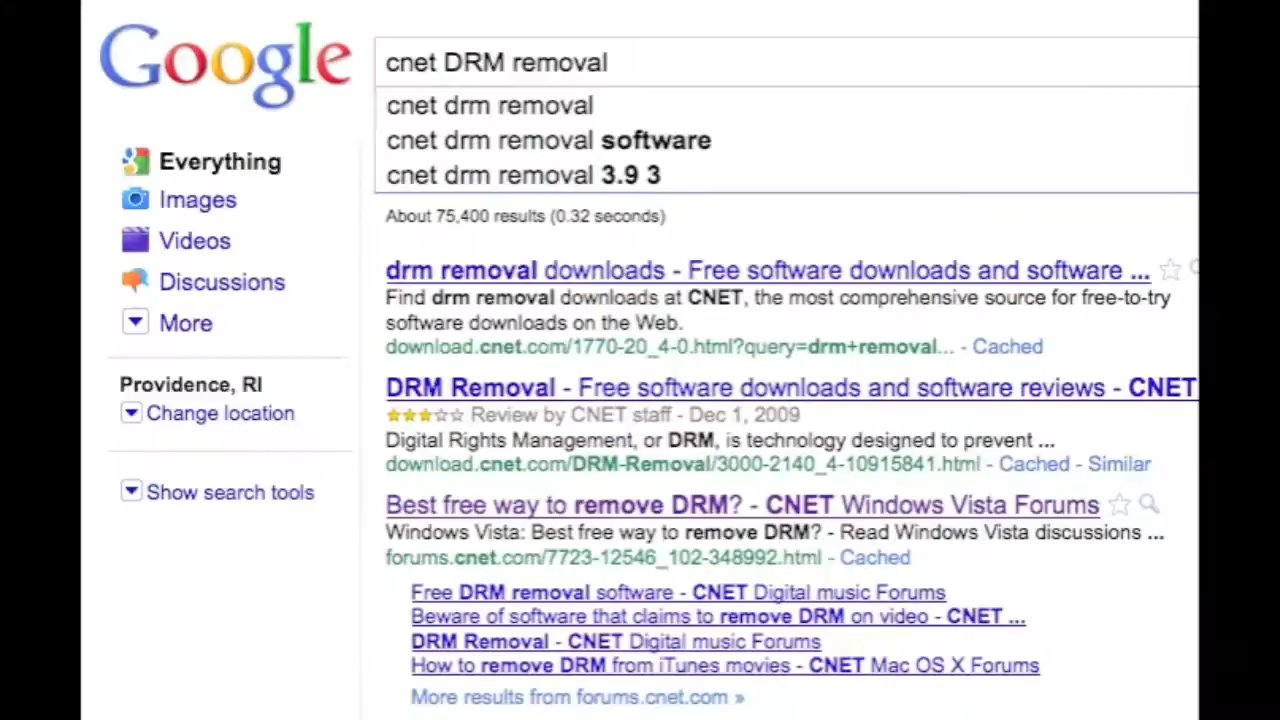 Google
cnet DRM removal
cnet drm removal
cnet drm removal software
cnet drm removal 3.9 3
Everything
Images
Videos
Discussions
More
Providence, RI
Change location
Show search tools
About 75,400 results (0.32 seconds)
drm removal downloads - Free software downloads and software ...
Find drm removal downloads at CNET, the most comprehensive source for free-to-try
software downloads on the Web.
download.cnet.com/1770-20_4-0.html?query=drm+removal... - Cached
DRM Removal - Free software downloads and software reviews - CNET
Review by CNET staff - Dec 1, 2009
Digital Rights Management, or DRM, is technology designed to prevent ...
download.cnet.com/DRM-Removal/3000-2140_4-10915841.html - Cached - Similar
Best free way to remove DRM? - CNET Windows Vista Forums
Windows Vista: Best free way to remove DRM? - Read Windows Vista discussions ...
forums.cnet.com/7723-12546_102-348992.html - Cached
Free DRM removal software - CNET Digital music Forums
Beware of software that claims to remove DRM on video - CNET ...
DRM Removal - CNET Digital music Forums
How to remove DRM from iTunes movies - CNET Mac OS X Forums
More results from forums.cnet.com »